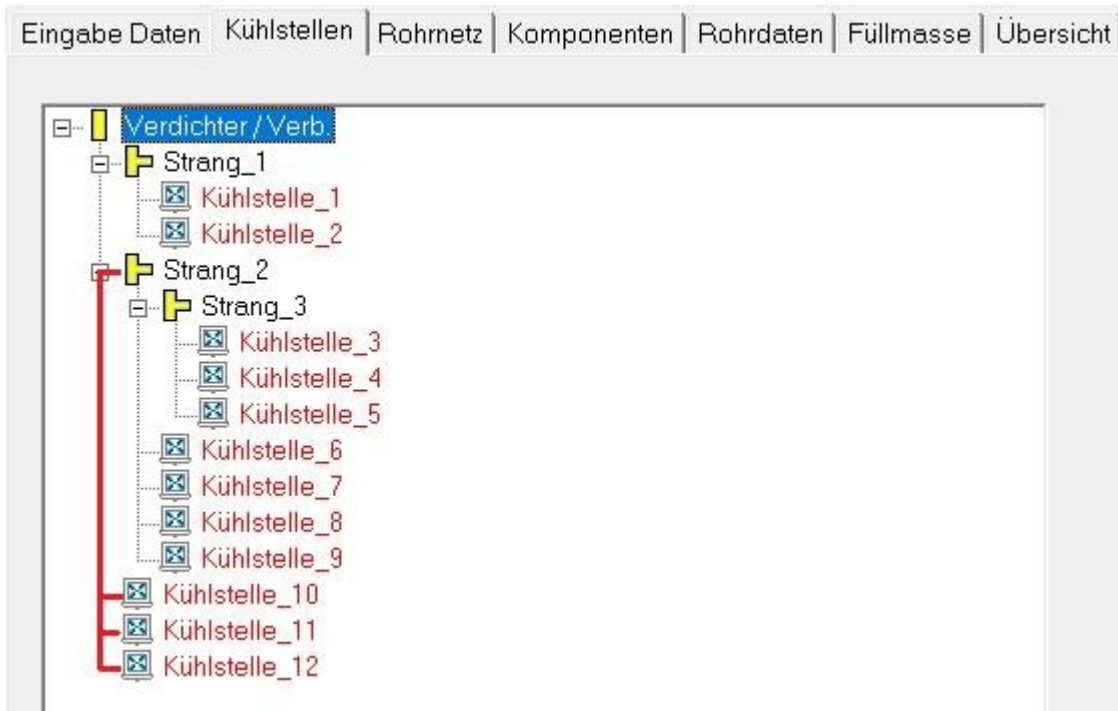 Eingabe Daten Kühlstellen Rohrnetz Komponenten Rohrdaten Füllmasse Übersicht
Verdichter / Verb.
Strang_1
Kühlstelle_1
Kühlstelle_2
Strang_2
Strang_3
Kühlstelle_3
Kühlstelle_4
Kühlstelle_5
Kühlstelle_6
Kühlstelle_7
Kühlstelle_8
Kühlstelle_9
Kühlstelle_10
Kühlstelle_11
Kühlstelle_12